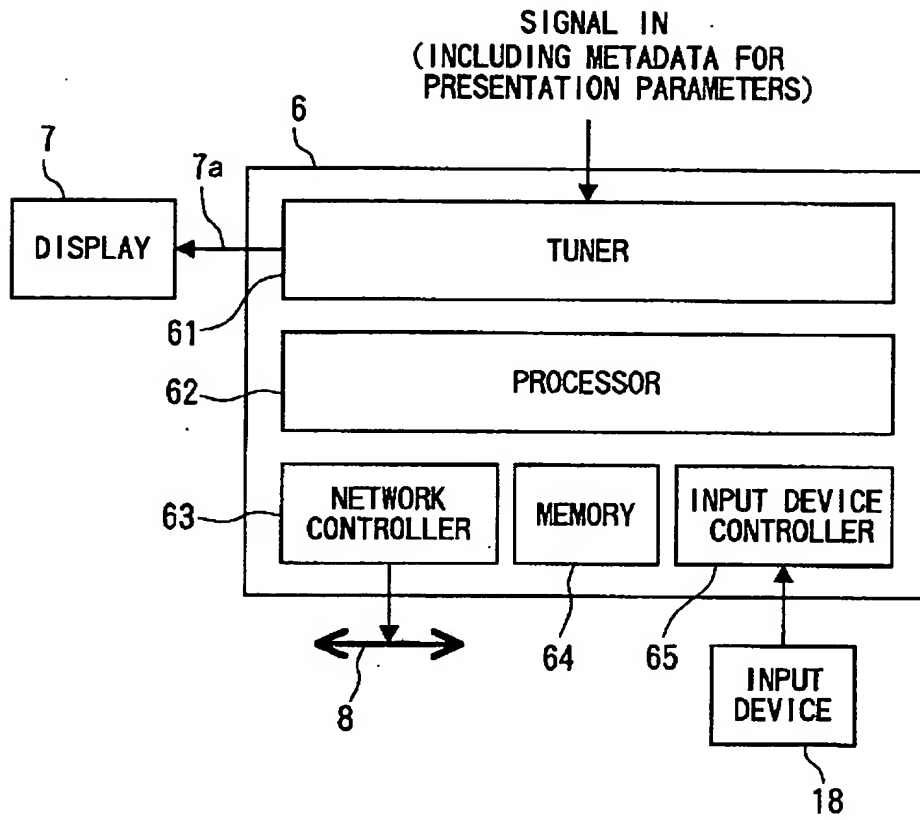 SIGNAL IN
(INCLUDING METADATA FOR
PRESENTATION PARAMETERS)
6
7
7a
DISPLAY
TUNER
61
PROCESSOR
62
NETWORK
CONTROLLER
63
MEMORY
INPUT DEVICE
CONTROLLER
64
65
8
INPUT
DEVICE
18